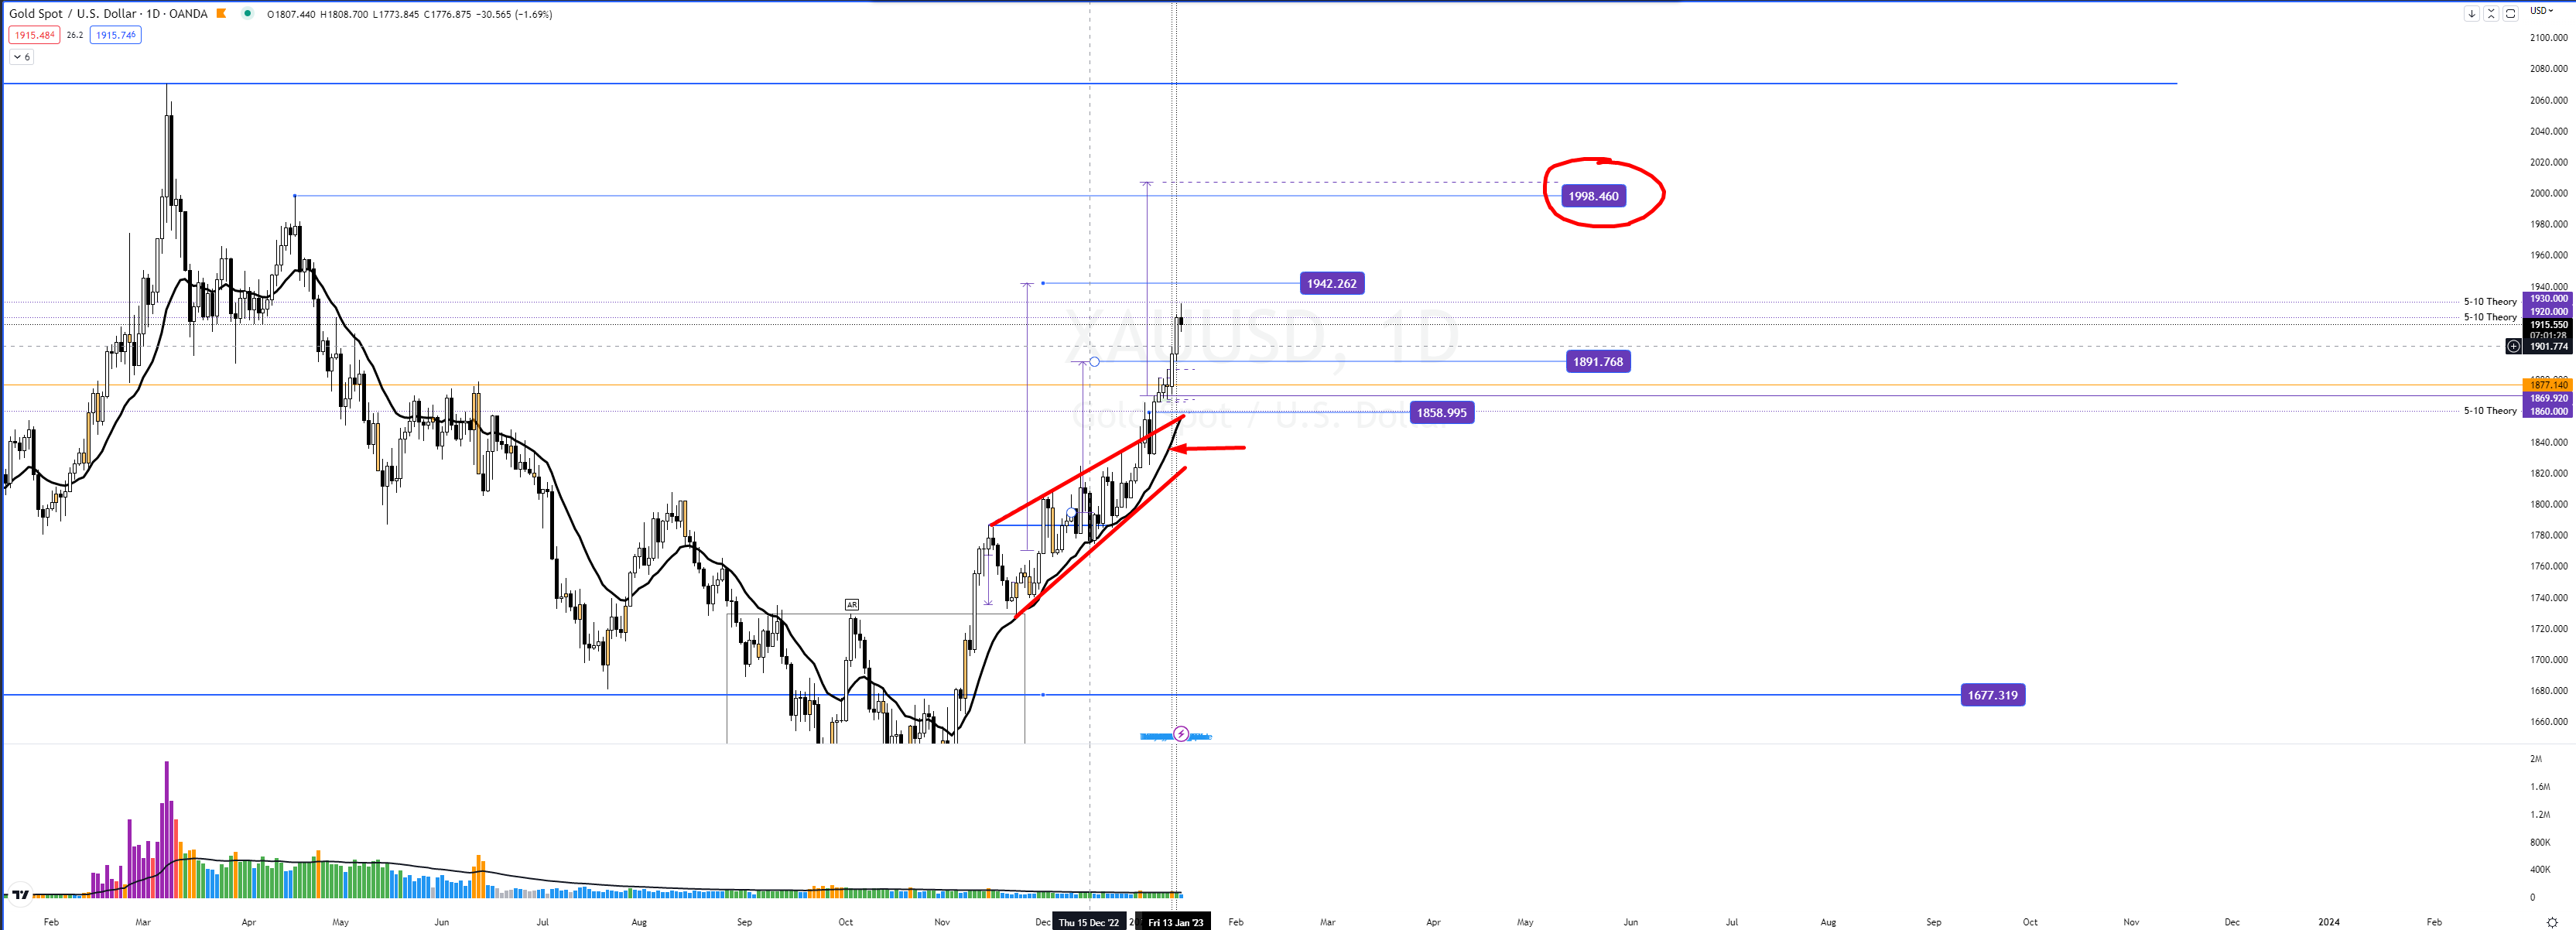 Gold Spot / U.S. Dollar · 1D · OANDA O1807.440 H1808.700 L1773.845 C1776.875 −30.565 (−1.69%)
USD
1915.484 26.2 1915.746
6
2100.000
2080.000
2060.000
2040.000
2020.000
1998.460
2000.000
1980.000
1960.000
1942.262
1940.000
5-10 Theory 1930.000
XAUUSD, 1D
5-10 Theory 1920.000
1915.550
07:01:28
1901.774
1891.768
1877.140
1869.920
Gold Spot / U.S. Dollar
1858.995
5-10 Theory 1860.000
1840.000
1820.000
1800.000
1780.000
1760.000
1740.000
AR
1720.000
1700.000
1677.319
1680.000
1660.000
2M
1.6M
1.2M
800K
400K
0
Feb Mar Apr May Jun Jul Aug Sep Oct Nov Dec Thu 15 Dec '22 Fri 13 Jan '23 Feb Mar Apr May Jun Jul Aug Sep Oct Nov Dec 2024 Feb